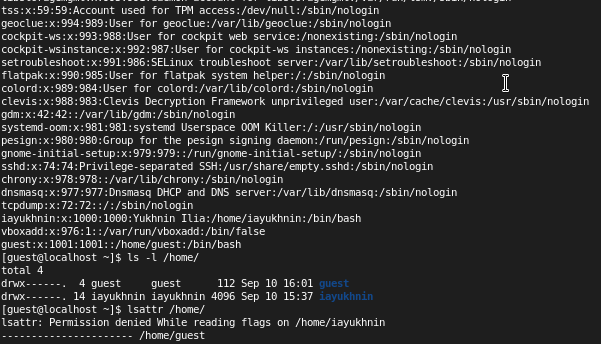 tss:x:59:59:Account used for TPM access:/dev/null:/sbin/nologin
geoclue:x:994:989:User for geoclue:/var/lib/geoclue:/sbin/nologin
cockpit-ws:x:993:988:User for cockpit web service:/nonexisting:/sbin/nologin
cockpit-wsinstance:x:992:987:User for cockpit-ws instances:/nonexisting:/sbin/nologin
setroubleshoot:x:991:986:SELinux troubleshoot server:/var/lib/setroubleshoot:/sbin/nologin
flatpak:x:990:985:User for flatpak system helper:/:/sbin/nologin
colord:x:989:984:User for colord:/var/lib/colord:/sbin/nologin
clevis:x:988:983:Clevis Decryption Framework unprivileged user:/var/cache/clevis:/usr/sbin/nologin
gdm:x:42:42::/var/lib/gdm:/sbin/nologin
systemd-oom:x:981:981:systemd Userspace OOM Killer:/:/usr/sbin/nologin
pesign:x:980:980:Group for the pesign signing daemon:/run/pesign:/sbin/nologin
gnome-initial-setup:x:979:979::/run/gnome-initial-setup/:/sbin/nologin
sshd:x:74:74:Privilege-separated SSH:/usr/share/empty.sshd:/sbin/nologin
chrony:x:978:978::/var/lib/chrony:/sbin/nologin
dnsmasq:x:977:977:Dnsmasq DHCP and DNS server:/var/lib/dnsmasq:/sbin/nologin
tcpdump:x:72:72::/:/sbin/nologin
iayukhnin:x:1000:1000:Yukhnin Ilia:/home/iayukhnin:/bin/bash
vboxadd:x:976:1::/var/run/vboxadd:/bin/false
guest:x:1001:1001::/home/guest:/bin/bash
[guest@localhost ~]$ ls -l /home/
total 4
drwx------.  4 guest     guest      112 Sep 10 16:01 guest
drwx------. 14 iayukhnin iayukhnin 4096 Sep 10 15:37 iayukhnin
[guest@localhost ~]$ lsattr /home/
lsattr: Permission denied While reading flags on /home/iayukhnin
---------------------- /home/guest